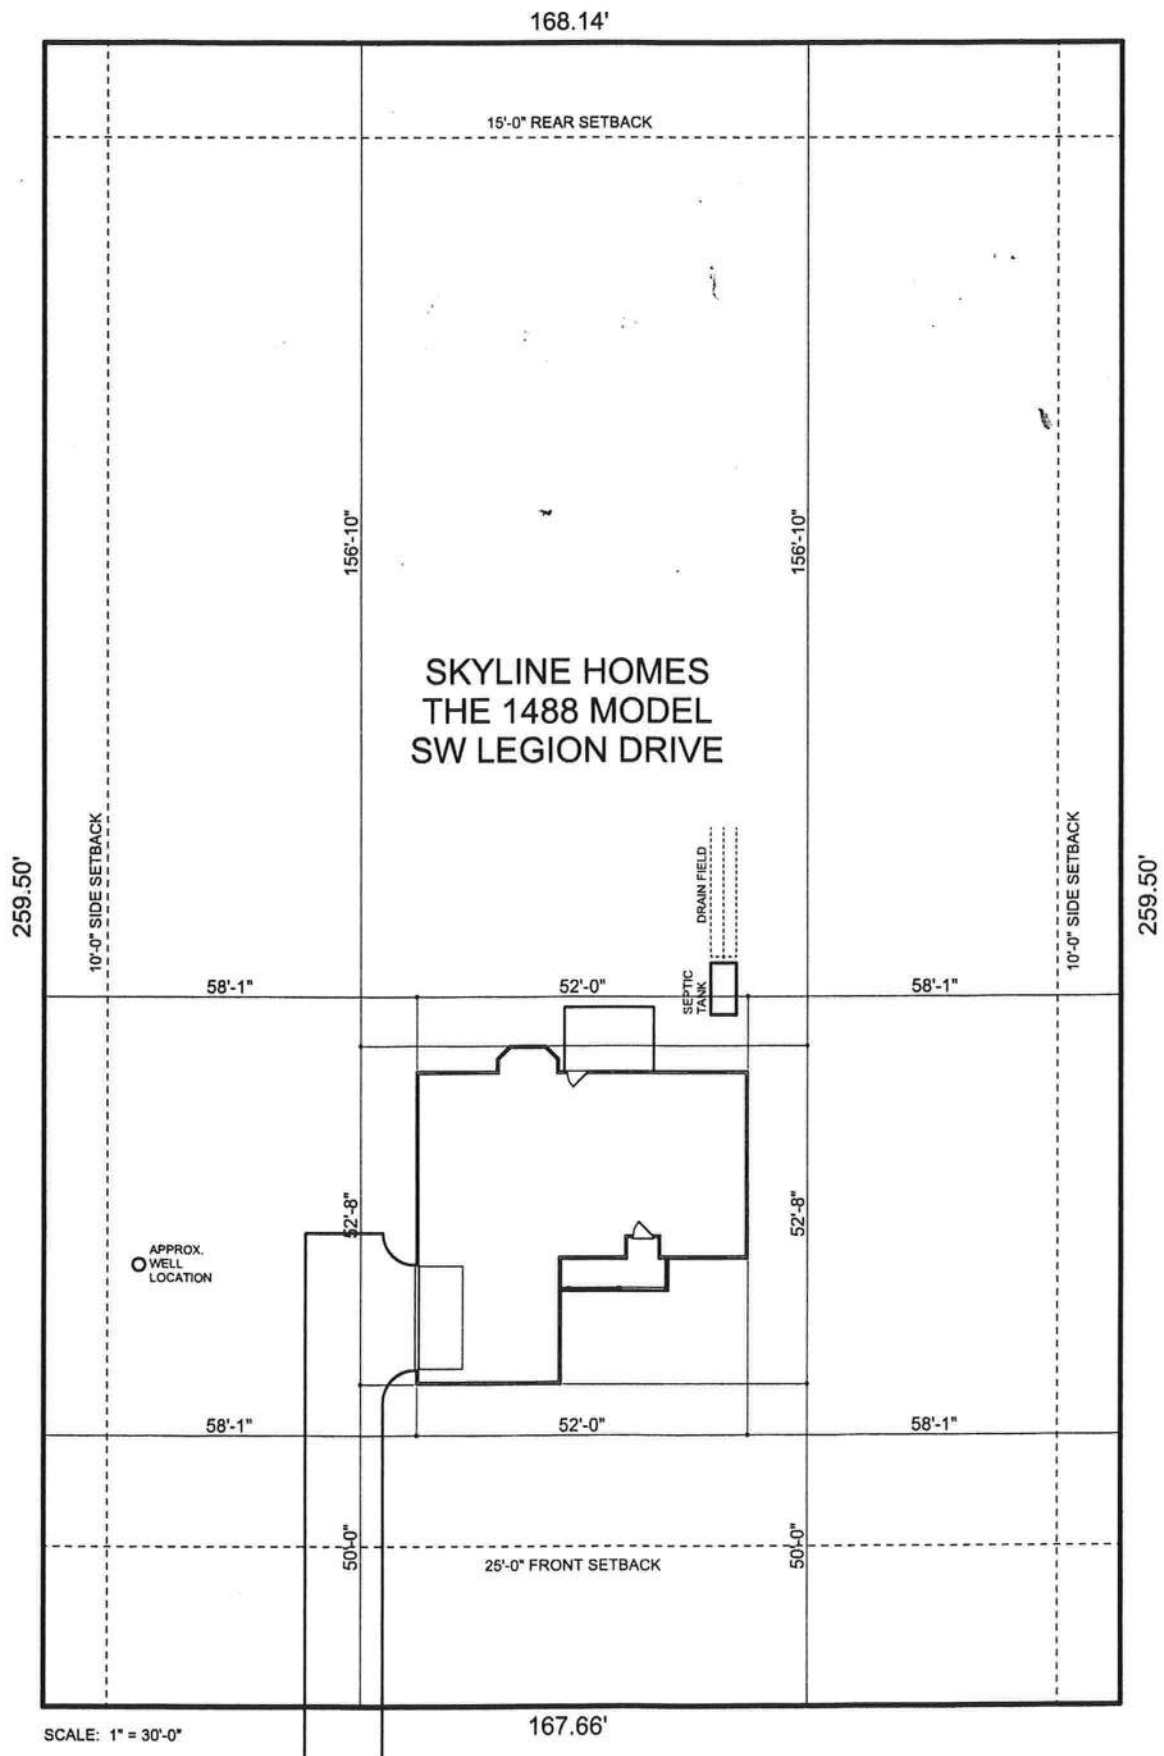 168.14'
15'-0" REAR SETBACK
156'-10"
156'-10"
SKYLINE HOMES
THE 1488 MODEL
SW LEGION DRIVE
259.50'
10'-0" SIDE SETBACK
DRAIN FIELD
10'-0" SIDE SETBACK
259.50'
58'-1"
52'-0"
SEPTIC
TANK
58'-1"
52'-8"
52'-8"
APPROX.
WELL
LOCATION
58'-1"
52'-0"
58'-1"
50'-0"
50'-0"
25'-0" FRONT SETBACK
SCALE: 1" = 30'-0"
167.66'